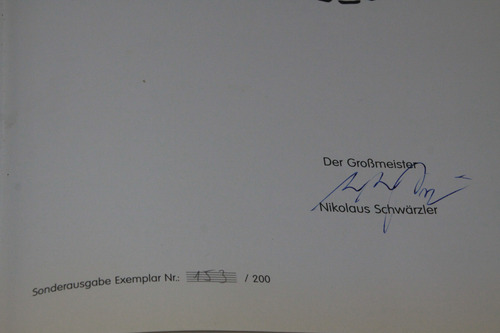 Der Großmeister
Nikolaus Schwärzler
Sonderausgabe Exemplar Nr.: 153 / 200